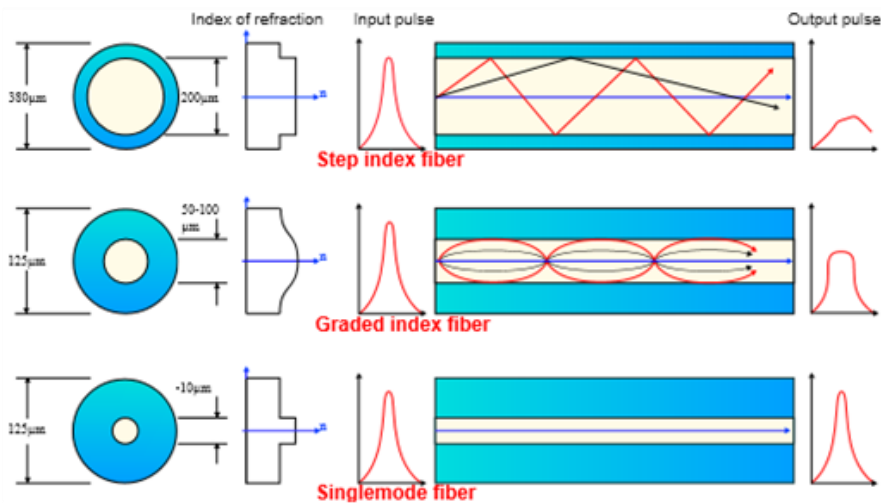 Index of refraction Input pulse Output pulse
380μm
200μm
n
Step index fiber
50-100
μm
125μm
n
Graded index fiber
-10μm
125μm
n
Singlemode fiber